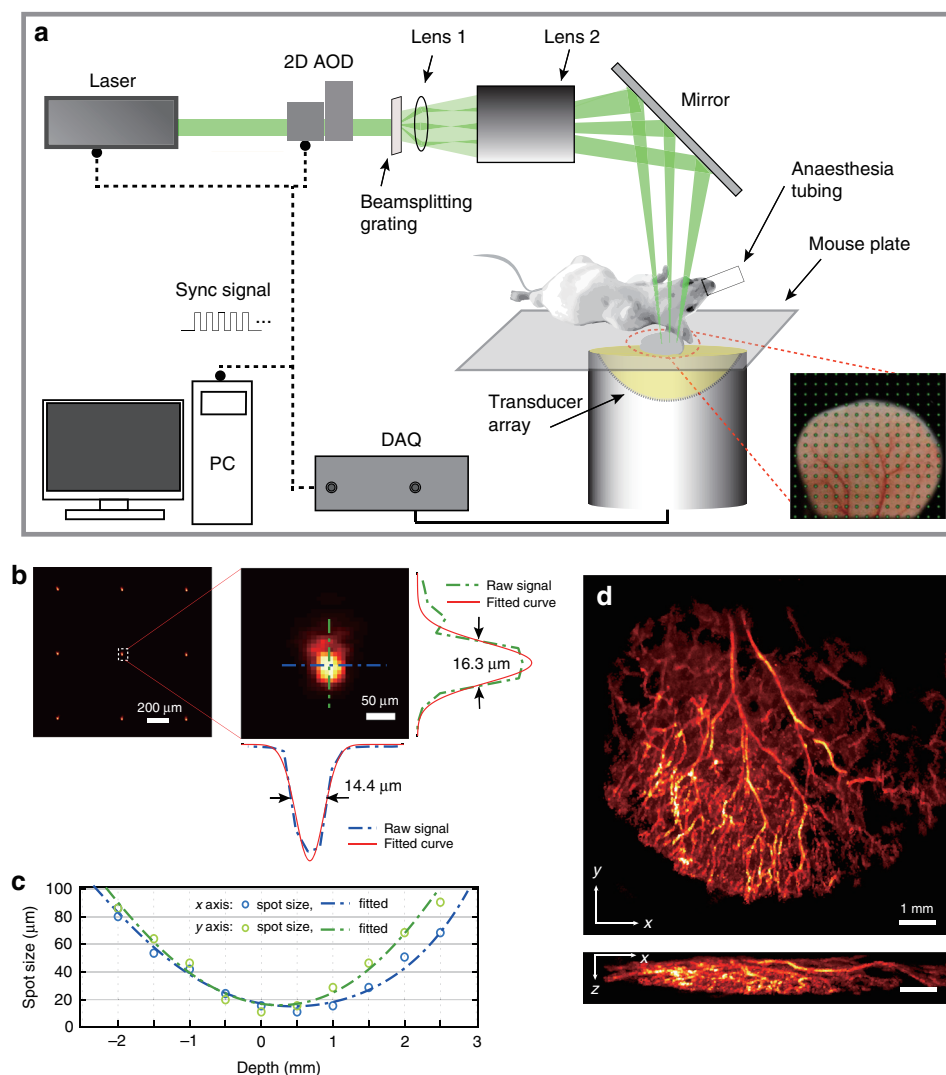 a
Laser
2D AOD
Lens 1
Lens 2
Mirror
Beamsplitting
grating
Anaesthesia
tubing
Mouse plate
Sync signal
...
Transducer
array
PC
DAQ
b
200 μm
50 μm
Raw signal
Fitted curve
16.3 μm
14.4 μm
Raw signal
Fitted curve
c
Spot size (μm)
100
80
60
40
20
0
x axis: spot size, fitted
y axis: spot size, fitted
−2 −1 0 1 2 3
Depth (mm)
d
y
x
1 mm
x
z